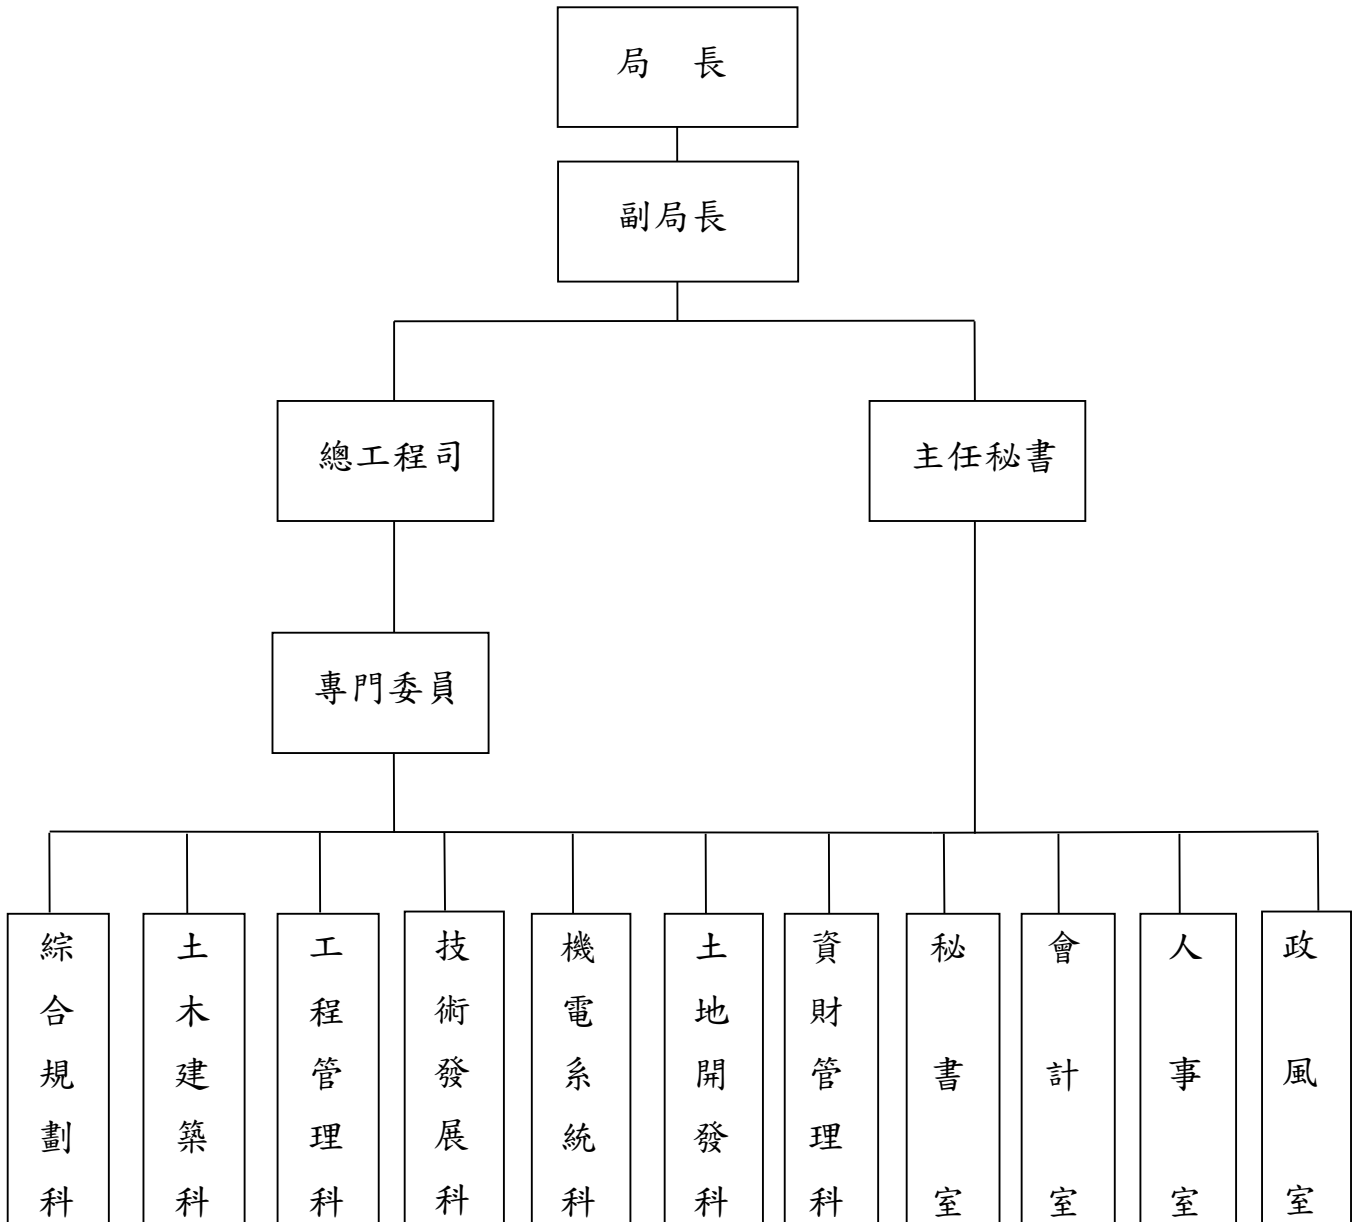 局　長
副局長
總工程司
主任秘書
專門委員
綜合規劃科
土木建築科
工程管理科
技術發展科
機電系統科
土地開發科
資財管理科
秘書室
會計室
人事室
政風室